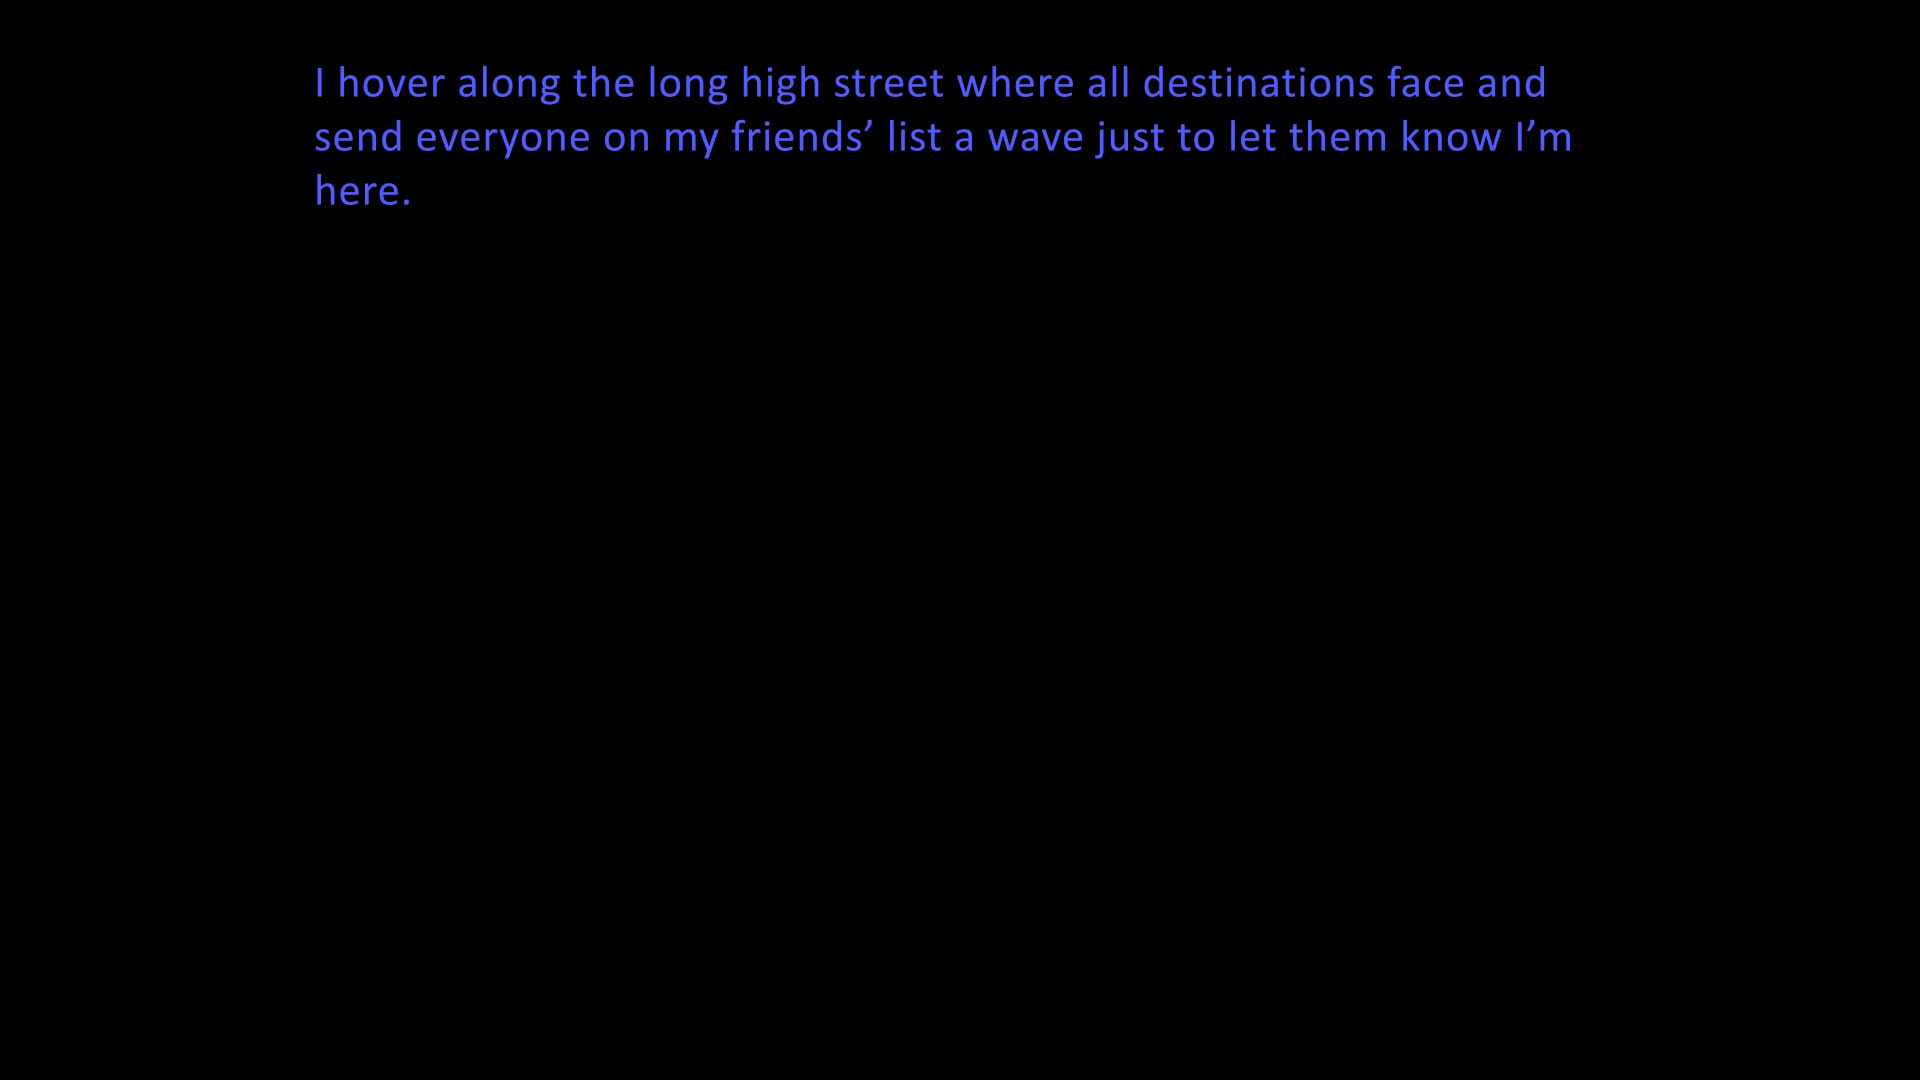 I hover along the long high street where all destinations face and
send everyone on my friends’ list a wave just to let them know I’m
here.